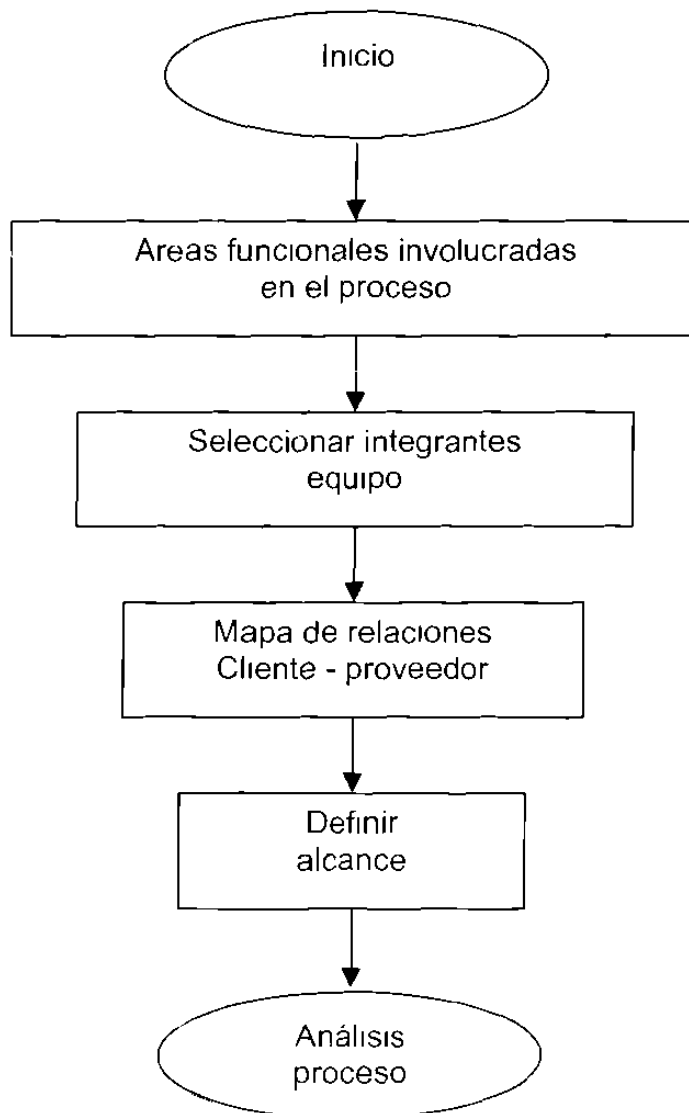 Inicio
Areas funcionales involucradas
en el proceso
Seleccionar integrantes
equipo
Mapa de relaciones
Cliente - proveedor
Definir
alcance
Análisis
proceso